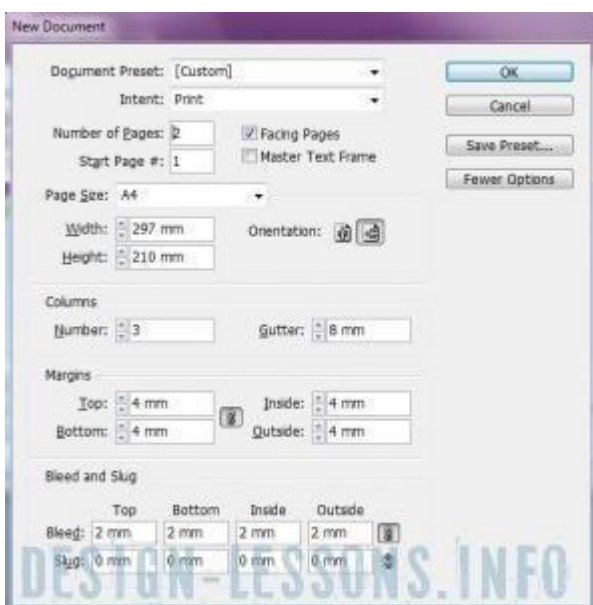 New Document
Document Preset: [Custom]
OK
Intent: Print
Cancel
Number of Pages: 2
Facing Pages
Save Preset...
Start Page #: 1
Master Text Frame
Fewer Options
Page Size: A4
Width: 297 mm
Orientation:
Height: 210 mm
Columns
Number: 3
Gutter: 8 mm
Margins
Top: 4 mm
Inside: 4 mm
Bottom: 4 mm
Outside: 4 mm
Bleed and Slug
Top Bottom Inside Outside
Bleed: 2 mm 2 mm 2 mm 2 mm
Slug: 0 mm 0 mm 0 mm 0 mm
DESIGN-LESSONS.INFO